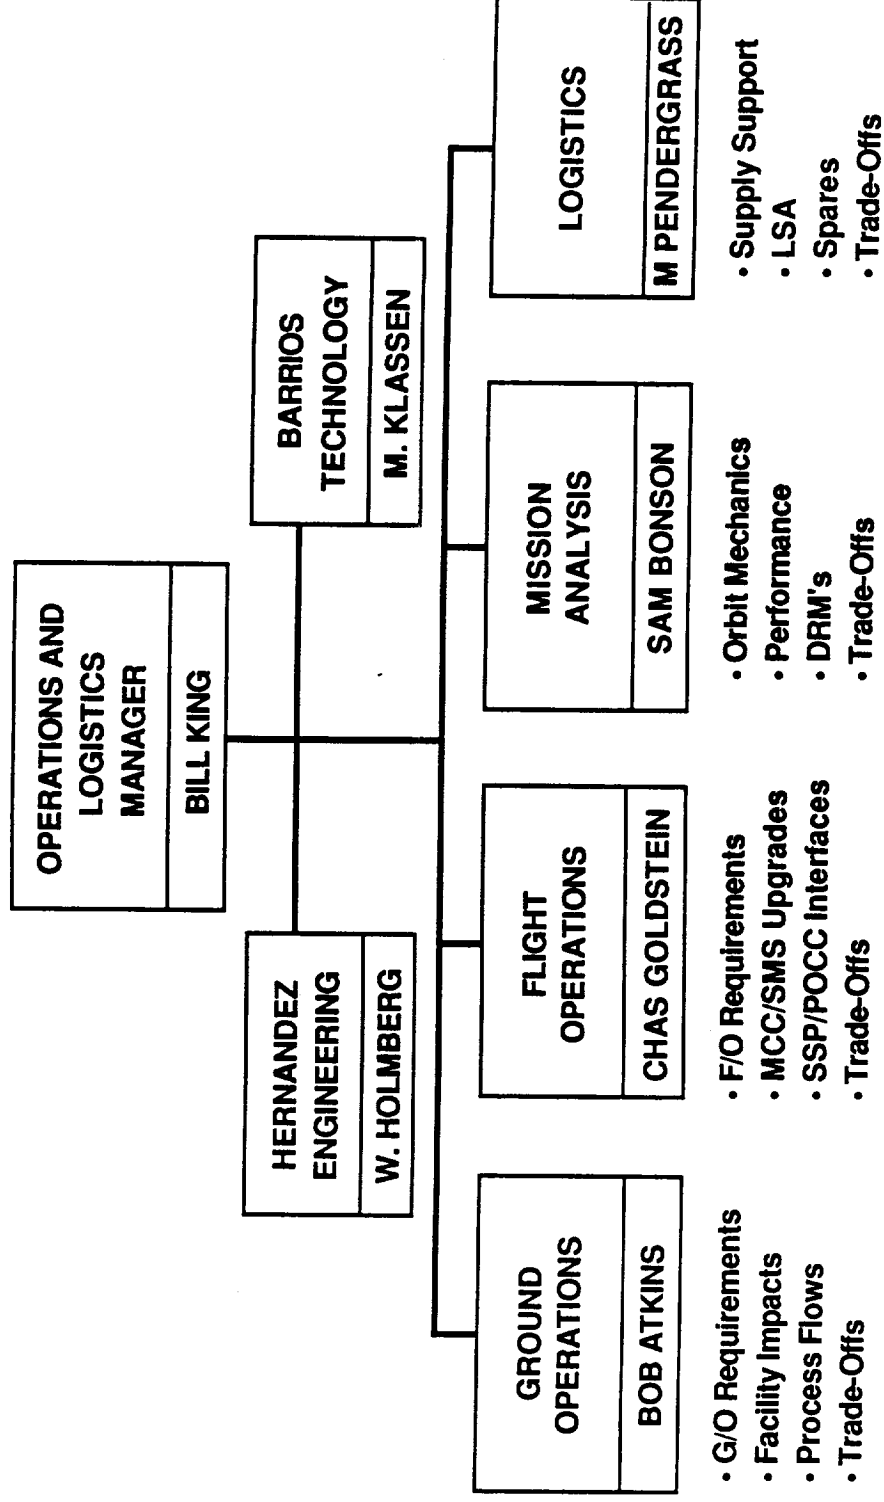 OPERATIONS AND
LOGISTICS
MANAGER
BILL KING
HERNANDEZ
ENGINEERING
W. HOLMBERG
BARRIOS
TECHNOLOGY
M. KLASSEN
GROUND
OPERATIONS
BOB ATKINS
• G/O Requirements
• Facility Impacts
• Process Flows
• Trade-Offs
FLIGHT
OPERATIONS
CHAS GOLDSTEIN
• F/O Requirements
• MCC/SMS Upgrades
• SSP/POCC Interfaces
• Trade-Offs
MISSION
ANALYSIS
SAM BONSON
• Orbit Mechanics
• Performance
• DRM's
• Trade-Offs
LOGISTICS
M PENDERGRASS
• Supply Support
• LSA
• Spares
• Trade-Offs